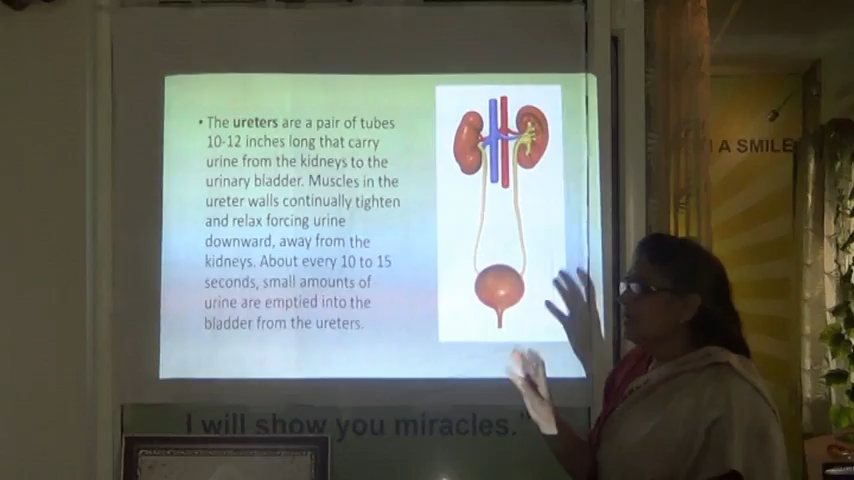 • The ureters are a pair of tubes
10-12 inches long that carry
urine from the kidneys to the
urinary bladder. Muscles in the
ureter walls continually tighten
and relax forcing urine
downward, away from the
kidneys. About every 10 to 15
seconds, small amounts of
urine are emptied into the
bladder from the ureters.
A SMILE
I will show you miracles."